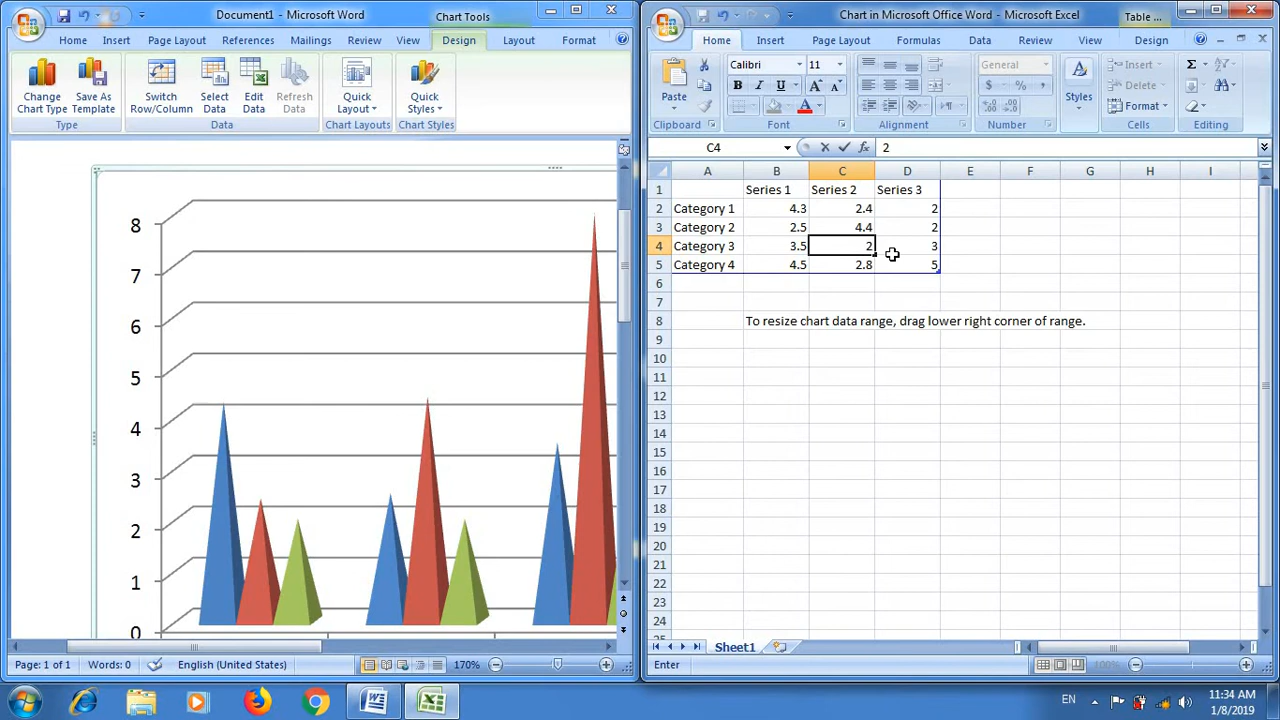 Document1 - Microsoft Word
Chart Tools
Home Insert Page Layout References Mailings Review View Design Layout Format
Change Chart Type
Save As Template
Switch Row/Column
Select Data
Edit Data
Refresh Data
Quick Layout
Quick Styles
Type Data Chart Layouts Chart Styles
8
7
6
5
4
3
2
1
0
Page: 1 of 1 Words: 0 English (United States) 170%
Chart in Microsoft Office Word - Microsoft Excel
Table ...
Home Insert Page Layout Formulas Data Review View Design
Paste
Calibri 11
B I U
A A
A
General
$ % ,
Styles
Insert
Delete
Format
Σ
Clipboard Font Alignment Number Cells Editing
C4 fx 2
A B C D E F G H I
1 Series 1 Series 2 Series 3
2 Category 1 4.3 2.4 2
3 Category 2 2.5 4.4 2
4 Category 3 3.5 2 3
5 Category 4 4.5 2.8 5
6
7
8 To resize chart data range, drag lower right corner of range.
9
10
11
12
13
14
15
16
17
18
19
20
21
22
23
24
25
Sheet1
Enter 100%
EN
11:34 AM
1/8/2019